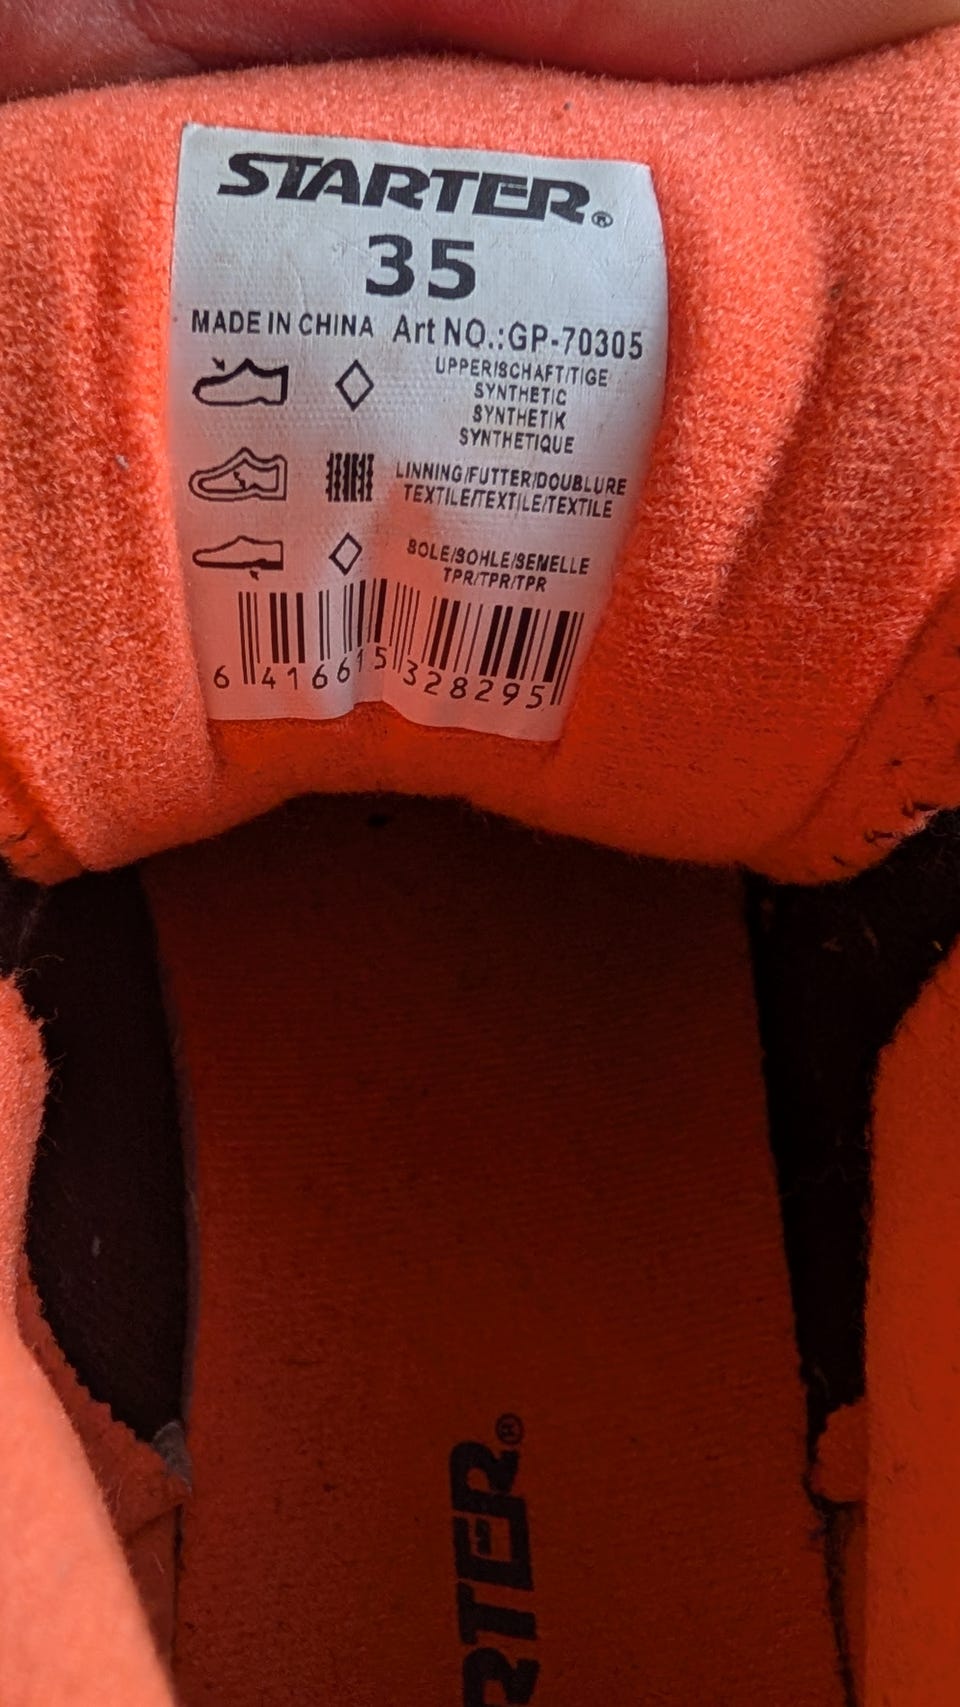 STARTER®
35
MADE IN CHINA Art NO.:GP-70305
UPPER/SCHAFT/TIGE
SYNTHETIC
SYNTHETIK
SYNTHETIQUE
LINNING/FUTTER/DOUBLURE
TEXTILE/TEXTILE/TEXTILE
SOLE/SOHLE/SEMELLE
TPR/TPR/TPR
6 416615 328295
RTER®